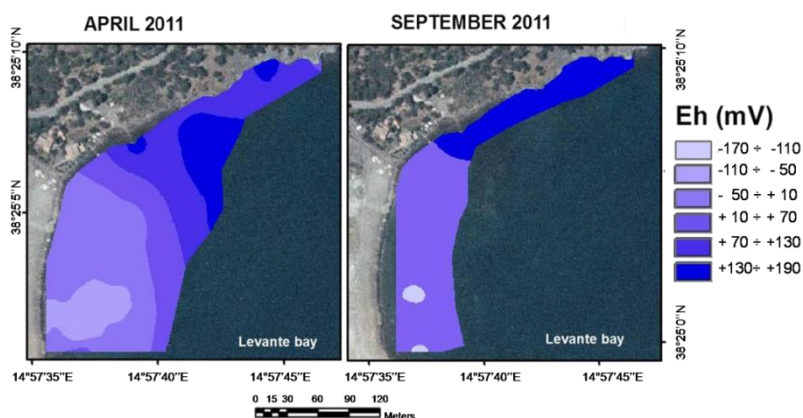 APRIL 2011
SEPTEMBER 2011
38°25'10"N
38°25'5"N
Levante bay
14°57'35"E
14°57'40"E
14°57'45"E
Levante bay
14°57'35"E
14°57'40"E
14°57'45"E
38°25'10"N
38°25'0"N
Eh (mV)
-170 ÷ -110
-110 ÷ - 50
- 50 ÷ + 10
+ 10 ÷ + 70
+ 70 ÷ +130
+130÷ +190
0 15 30 60 90 120
Meters